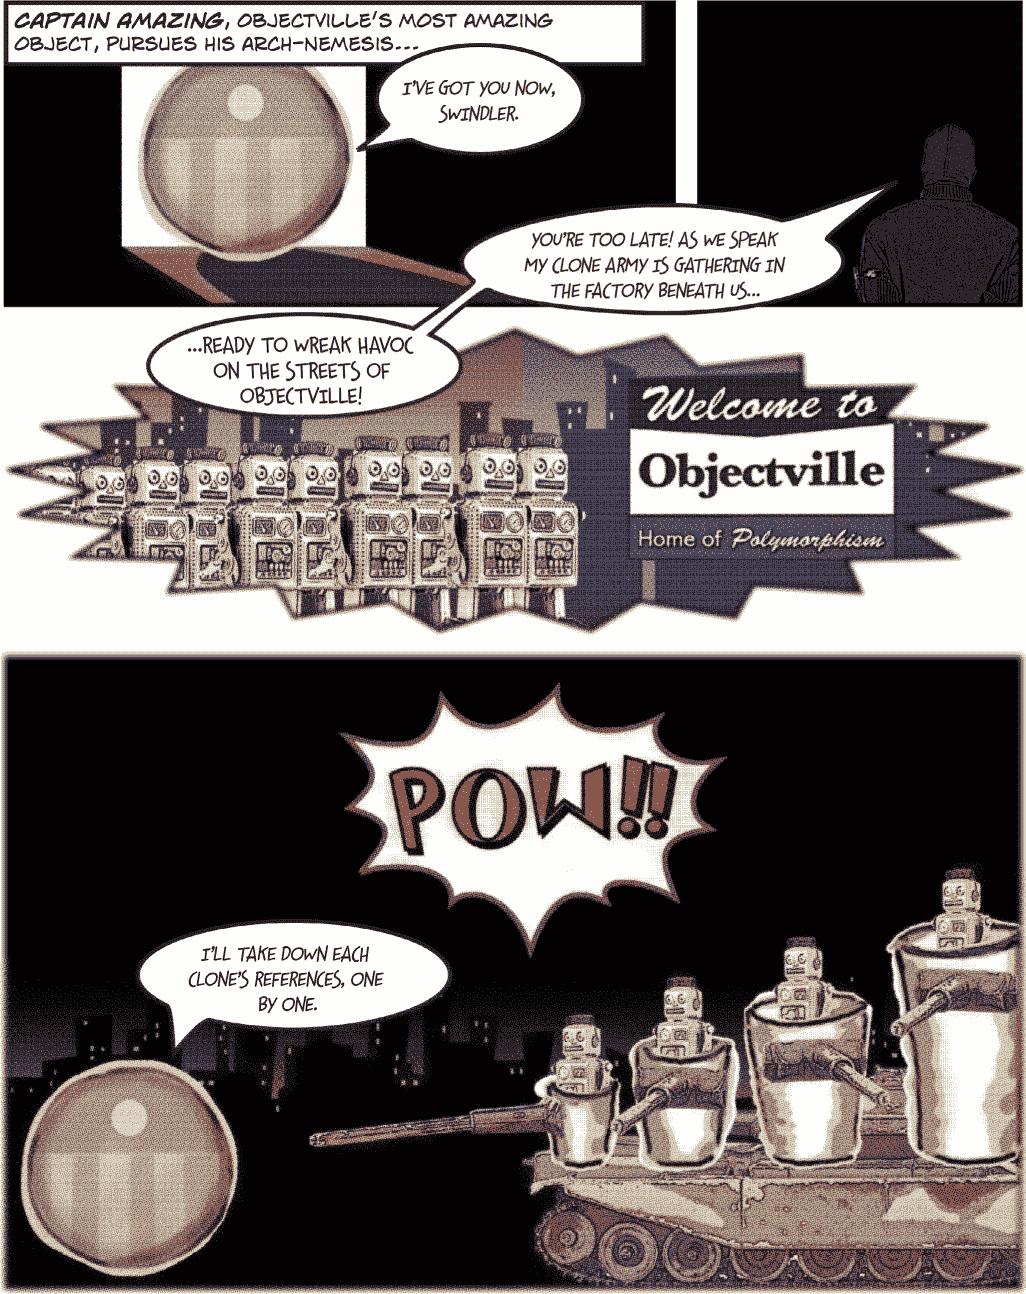 CAPTAIN AMAZING, OBJECTVILLE'S MOST AMAZING
OBJECT, PURSUES HIS ARCH-NEMESIS...
I'VE GOT YOU NOW,
SWINDLER.
YOU'RE TOO LATE! AS WE SPEAK
MY CLONE ARMY IS GATHERING IN
THE FACTORY BENEATH US...
...READY TO WREAK HAVOC
ON THE STREETS OF
OBJECTVILLE!
Welcome to
Objectville
Home of Polymorphism
POW!!
I'LL TAKE DOWN EACH
CLONE'S REFERENCES, ONE
BY ONE.